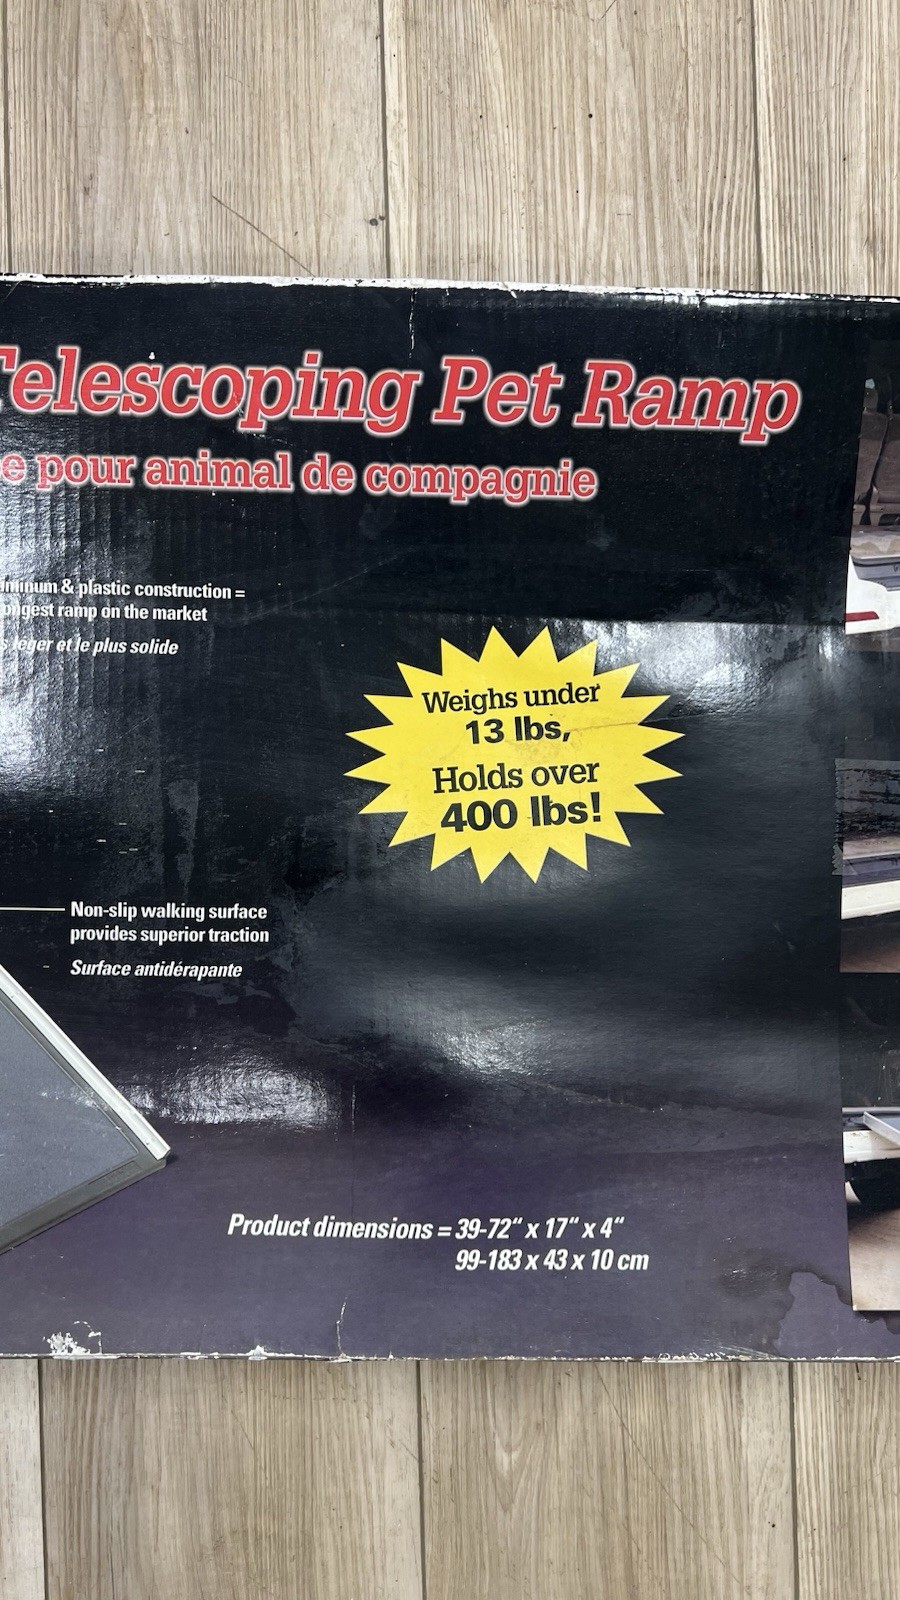 Telescoping Pet Ramp
e pour animal de compagnie
& plastic construction =
ramp on the market
léger et le plus solide
Weighs under
13 lbs,
Holds over
400 lbs!
Non-slip walking surface
provides superior traction
Surface antidérapante
Product dimensions = 39-72" x 17" x 4"
99-183 x 43 x 10 cm